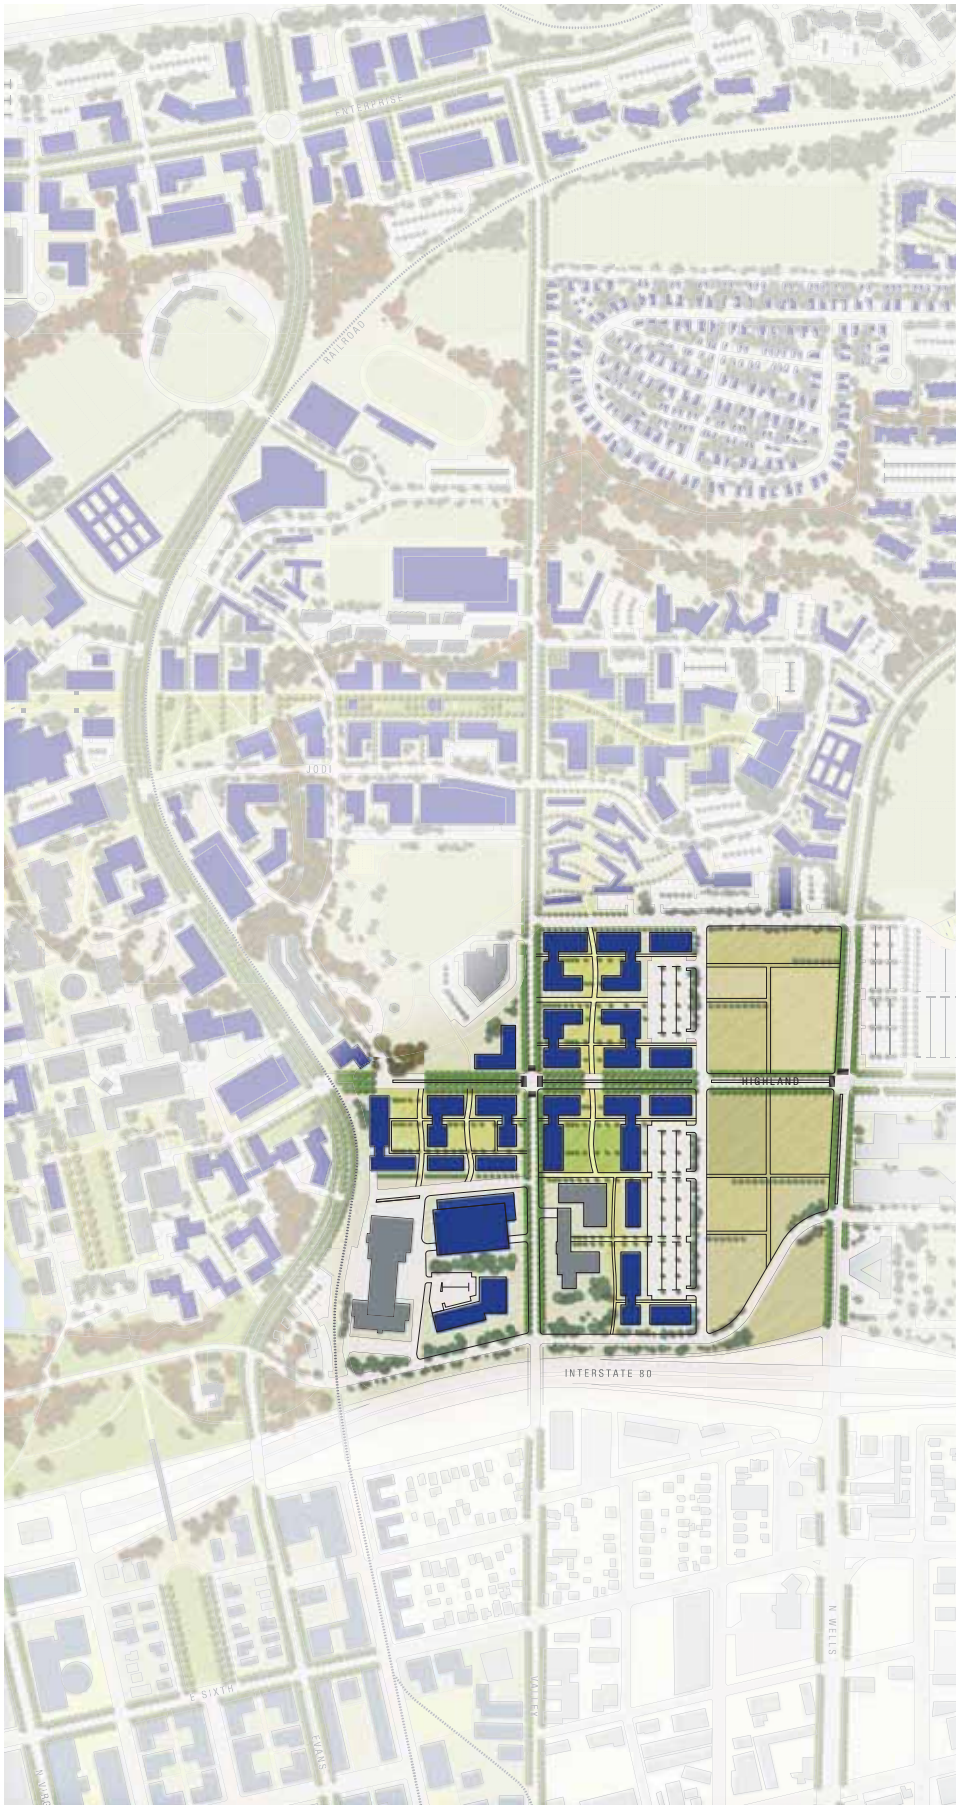 ENTERPRISE
RAILROAD
JODI
HIGHLAND
INTERSTATE 80
N WELLS
E SIXTH
VALLEY
EVANS